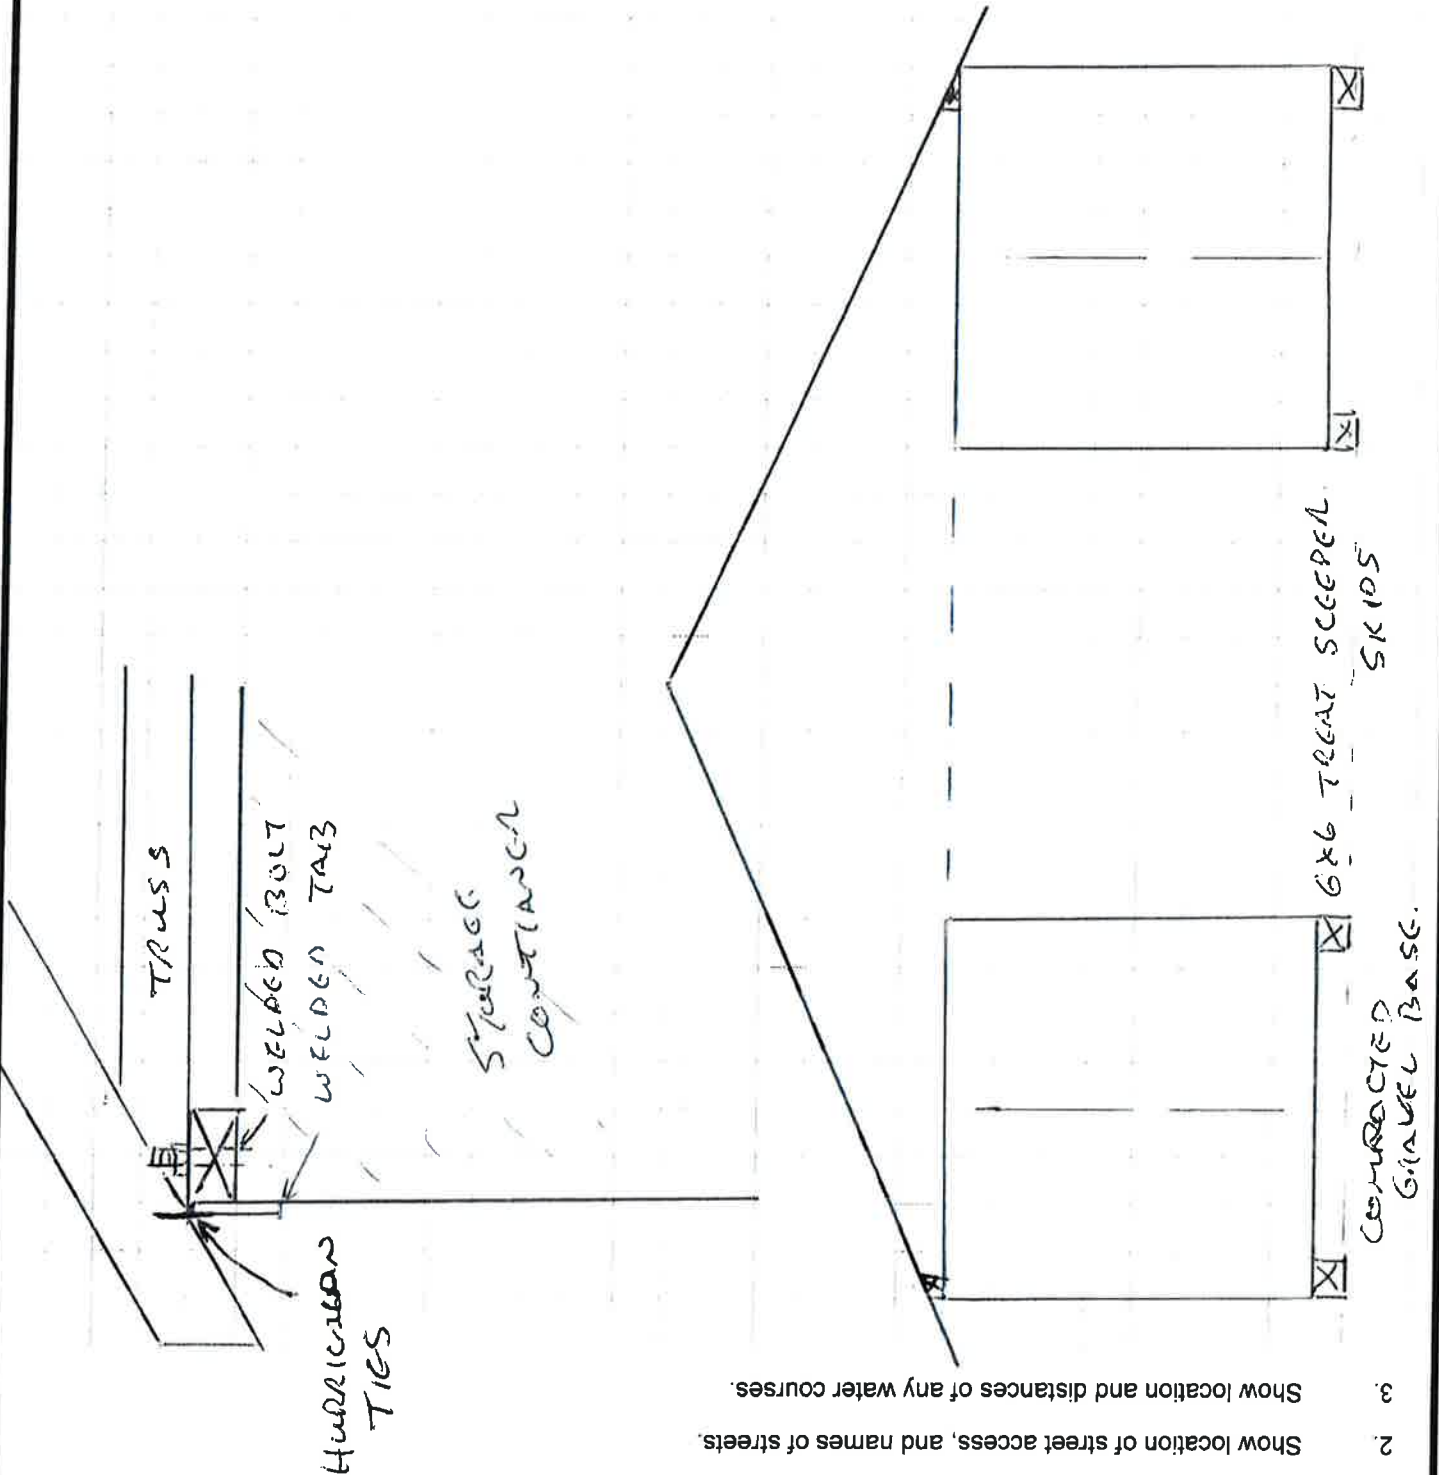 TRUSS
WELDED BOLT
WELDED TAB
STORAGE
CONTIANER
HURRICAN
TIES
6X6 TREAT SLEEPER
SKIDS
COMPACTED
GRAVEL BASE.
2. Show location of street access, and names of streets.
3. Show location and distances of any water courses.